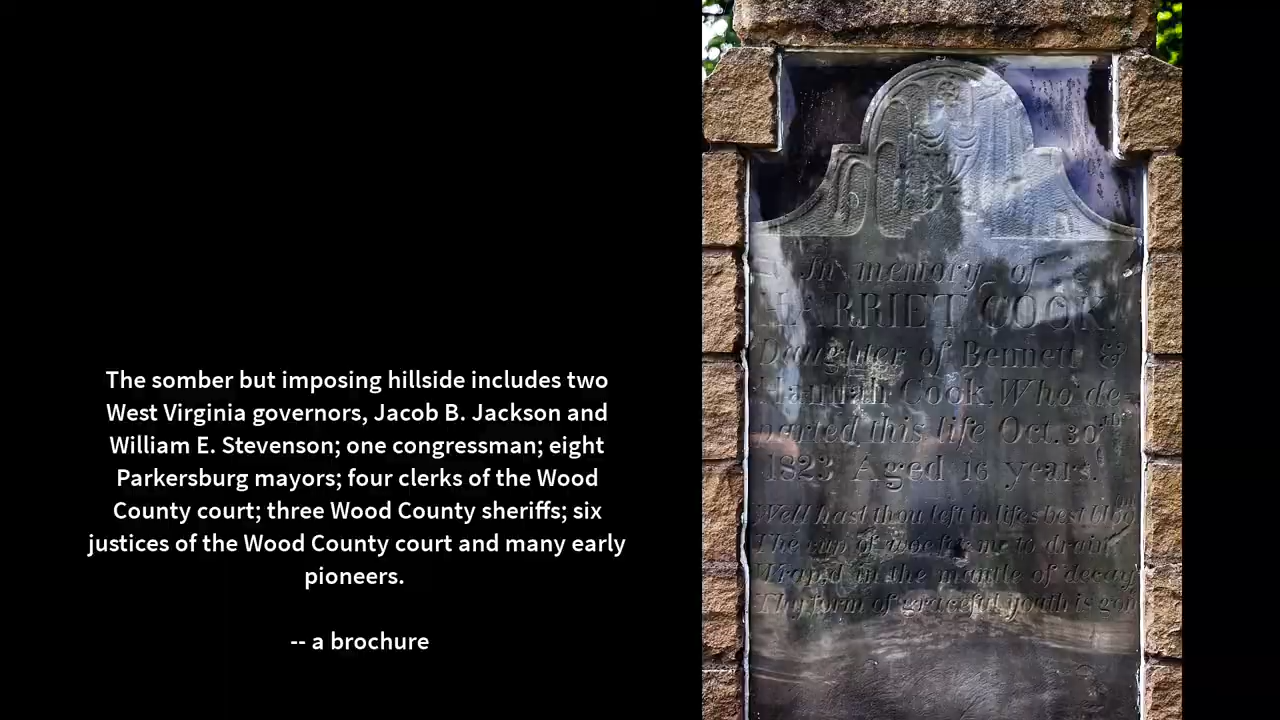 The somber but imposing hillside includes two
West Virginia governors, Jacob B. Jackson and
William E. Stevenson; one congressman; eight
Parkersburg mayors; four clerks of the Wood
County court; three Wood County sheriffs; six
justices of the Wood County court and many early
pioneers.
-- a brochure
In memory of
HARRIET COOK.
Daughter of Bennett &
Hannah Cook, Who de-
parted this life Oct. 30th
1823 Aged 16 years.
Well hast thou left in lifes best
The cup of woe for me to drain
Wrap'd in the mantle of decay
Thy form of graceful youth is